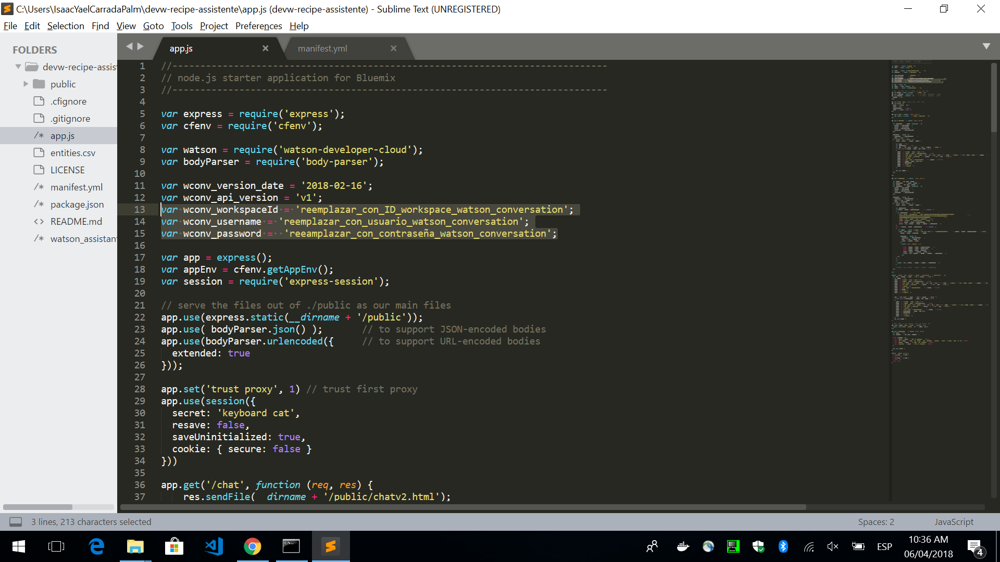 C:\Users\IsaacYaelCarradaPalm\devw-recipe-assistente\app.js (devw-recipe-assistente) - Sublime Text (UNREGISTERED)
File Edit Selection Find View Goto Tools Project Preferences Help
FOLDERS
devw-recipe-assist
public
.cfignore
.gitignore
app.js
entities.csv
LICENSE
manifest.yml
package.json
README.md
watson_assistan
app.js
manifest.yml
1 //------------------------------------------------------------------------------
2 // node.js starter application for Bluemix
3 //------------------------------------------------------------------------------
4
5 var express = require('express');
6 var cfenv = require('cfenv');
7
8 var watson = require('watson-developer-cloud');
9 var bodyParser = require('body-parser');
10
11 var wconv_version_date = '2018-02-16';
12 var wconv_api_version = 'v1';
13 var wconv_workspaceId = 'reemplazar_con_ID_workspace_watson_conversation';
14 var wconv_username = 'reemplazar_con_usuario_watson_conversation';
15 var wconv_password =  'reeamplazar_con_contraseña_watson_conversation';
16
17 var app = express();
18 var appEnv = cfenv.getAppEnv();
19 var session = require('express-session');
20
21 // serve the files out of ./public as our main files
22 app.use(express.static(__dirname + '/public'));
23 app.use( bodyParser.json() );       // to support JSON-encoded bodies
24 app.use(bodyParser.urlencoded({     // to support URL-encoded bodies
25   extended: true
26 }));
27
28 app.set('trust proxy', 1) // trust first proxy
29 app.use(session({
30   secret: 'keyboard cat',
31   resave: false,
32   saveUninitialized: true,
33   cookie: { secure: false }
34 }))
35
36 app.get('/chat', function (req, res) {
37     res.sendFile(  dirname + '/public/chatv2.html');
3 lines, 213 characters selected
Spaces: 2
JavaScript
ESP
10:36 AM
06/04/2018
4